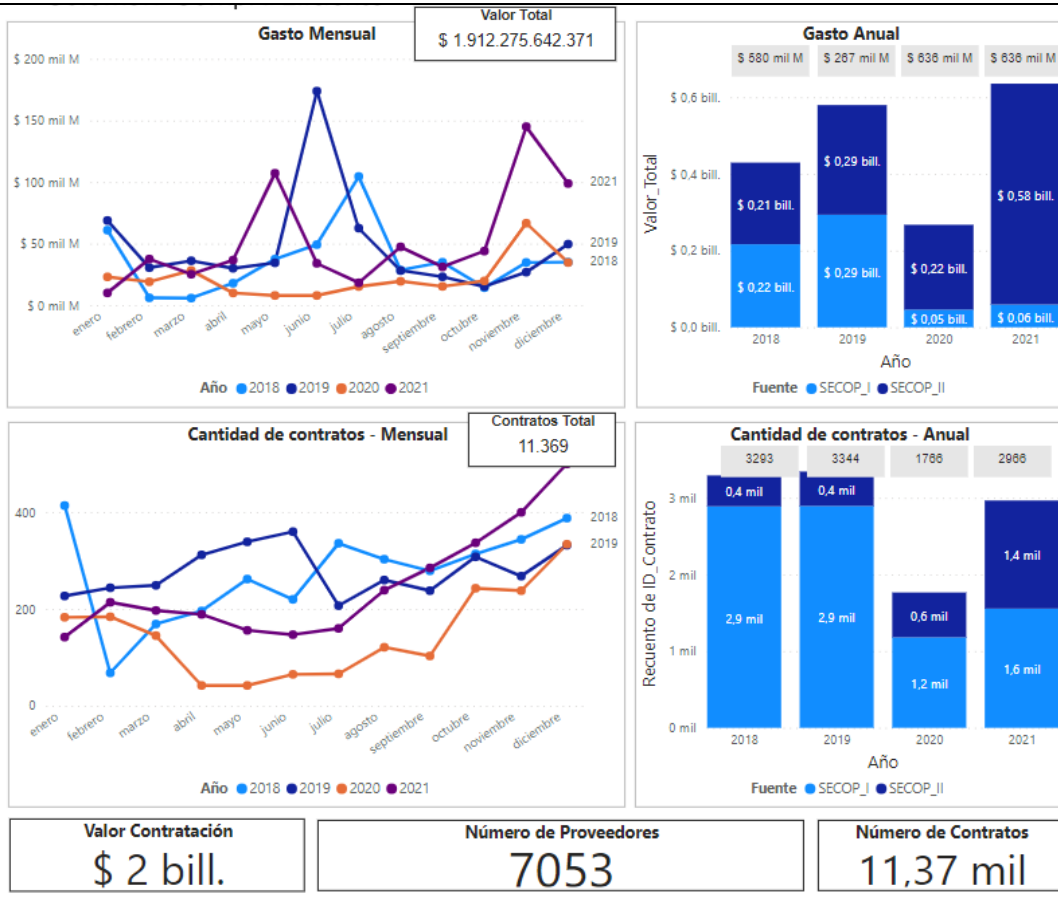 Gasto Mensual
Valor Total
$ 1.912.275.642.371
$ 200 mil M
$ 150 mil M
$ 100 mil M
$ 50 mil M
$ 0 mil M
2021
2019
2018
enero
febrero
marzo
abril
mayo
junio
julio
agosto
septiembre
octubre
noviembre
diciembre
Año 2018 2019 2020 2021
Gasto Anual
$ 580 mil M $ 267 mil M $ 636 mil M $ 636 mil M
Valor_Total
$ 0,6 bill.
$ 0,4 bill.
$ 0,2 bill.
$ 0,0 bill.
$ 0,21 bill.
$ 0,22 bill.
$ 0,29 bill.
$ 0,29 bill.
$ 0,22 bill.
$ 0,05 bill.
$ 0,58 bill.
$ 0,06 bill.
2018 2019 2020 2021
Año
Fuente SECOP_I SECOP_II
Cantidad de contratos - Mensual
Contratos Total
11.369
400
200
0
2018
2019
enero
febrero
marzo
abril
mayo
junio
julio
agosto
septiembre
octubre
noviembre
diciembre
Año 2018 2019 2020 2021
Cantidad de contratos - Anual
3293 3344 1766 2966
Recuento de ID_Contrato
3 mil
2 mil
1 mil
0 mil
0,4 mil
2,9 mil
0,4 mil
2,9 mil
0,6 mil
1,2 mil
1,4 mil
1,6 mil
2018 2019 2020 2021
Año
Fuente SECOP_I SECOP_II
Valor Contratación
$ 2 bill.
Número de Proveedores
7053
Número de Contratos
11,37 mil